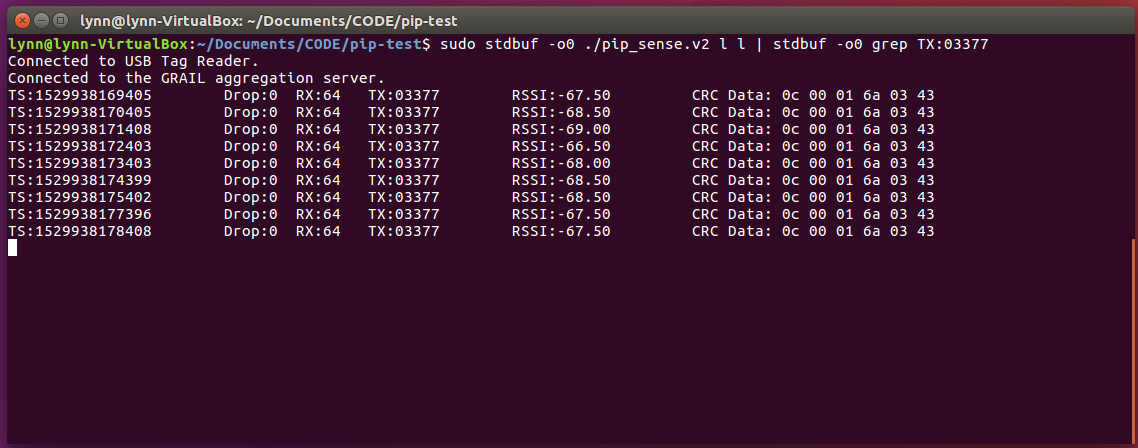 lynn@lynn-VirtualBox: ~/Documents/CODE/pip-test
lynn@lynn-VirtualBox:~/Documents/CODE/pip-test$ sudo stdbuf -o0 ./pip_sense.v2 l l | stdbuf -o0 grep TX:03377
Connected to USB Tag Reader.
Connected to the GRAIL aggregation server.
TS:1529938169405 Drop:0 RX:64 TX:03377 RSSI:-67.50 CRC Data: 0c 00 01 6a 03 43
TS:1529938170405 Drop:0 RX:64 TX:03377 RSSI:-68.50 CRC Data: 0c 00 01 6a 03 43
TS:1529938171408 Drop:0 RX:64 TX:03377 RSSI:-69.00 CRC Data: 0c 00 01 6a 03 43
TS:1529938172403 Drop:0 RX:64 TX:03377 RSSI:-66.50 CRC Data: 0c 00 01 6a 03 43
TS:1529938173403 Drop:0 RX:64 TX:03377 RSSI:-68.00 CRC Data: 0c 00 01 6a 03 43
TS:1529938174399 Drop:0 RX:64 TX:03377 RSSI:-68.50 CRC Data: 0c 00 01 6a 03 43
TS:1529938175402 Drop:0 RX:64 TX:03377 RSSI:-68.50 CRC Data: 0c 00 01 6a 03 43
TS:1529938177396 Drop:0 RX:64 TX:03377 RSSI:-67.50 CRC Data: 0c 00 01 6a 03 43
TS:1529938178408 Drop:0 RX:64 TX:03377 RSSI:-67.50 CRC Data: 0c 00 01 6a 03 43